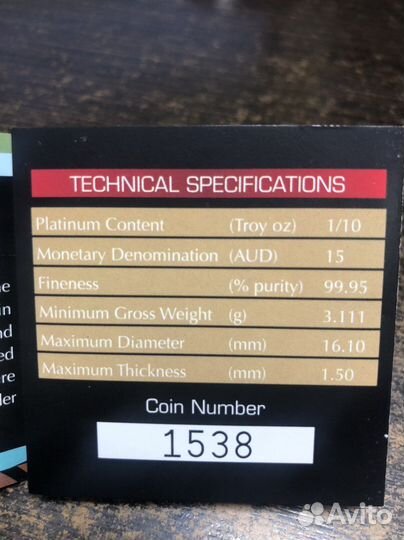 TECHNICAL SPECIFICATIONS
Platinum Content (Troy oz) 1/10
Monetary Denomination (AUD) 15
Fineness (% purity) 99.95
Minimum Gross Weight (g) 3.111
Maximum Diameter (mm) 16.10
Maximum Thickness (mm) 1.50
Coin Number
1538
in
Avito